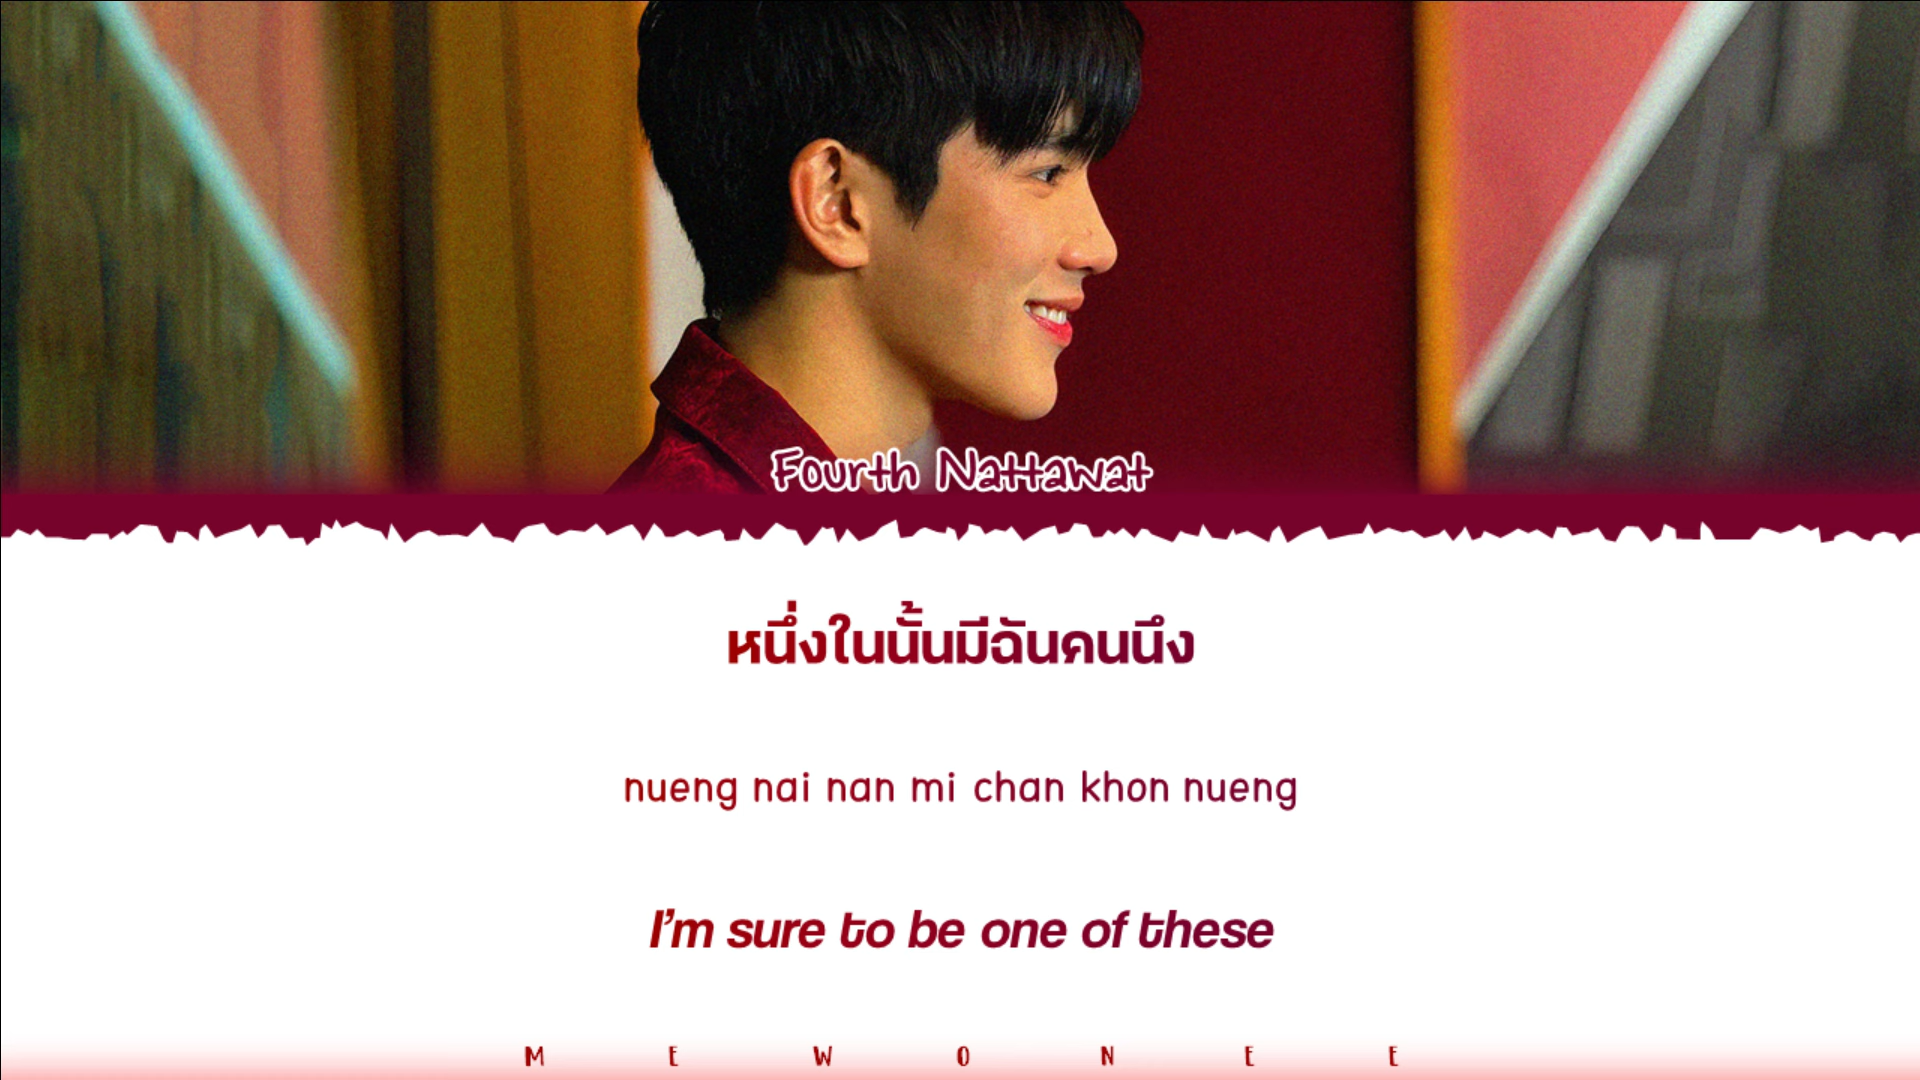 Fourth Nattawat
หนึ่งในนั้นมีฉันคนนึง
nueng nai nan mi chan khon nueng
I'm sure to be one of these
M E W O N E E